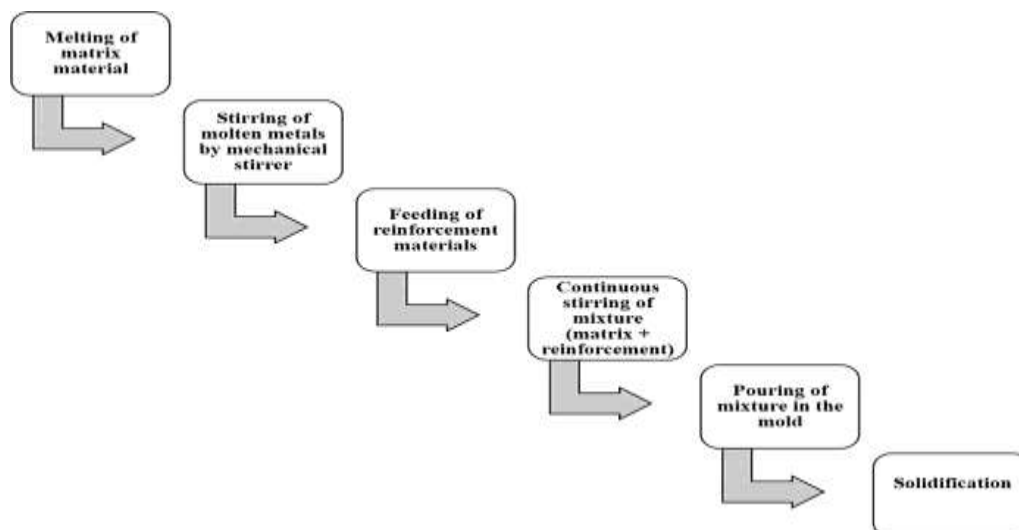 Melting of
matrix
material
Stirring of
molten metals
by mechanical
stirrer
Feeding of
reinforcement
materials
Continuous
stirring of
mixture
(matrix +
reinforcement)
Pouring of
mixture in the
mold
Solidification